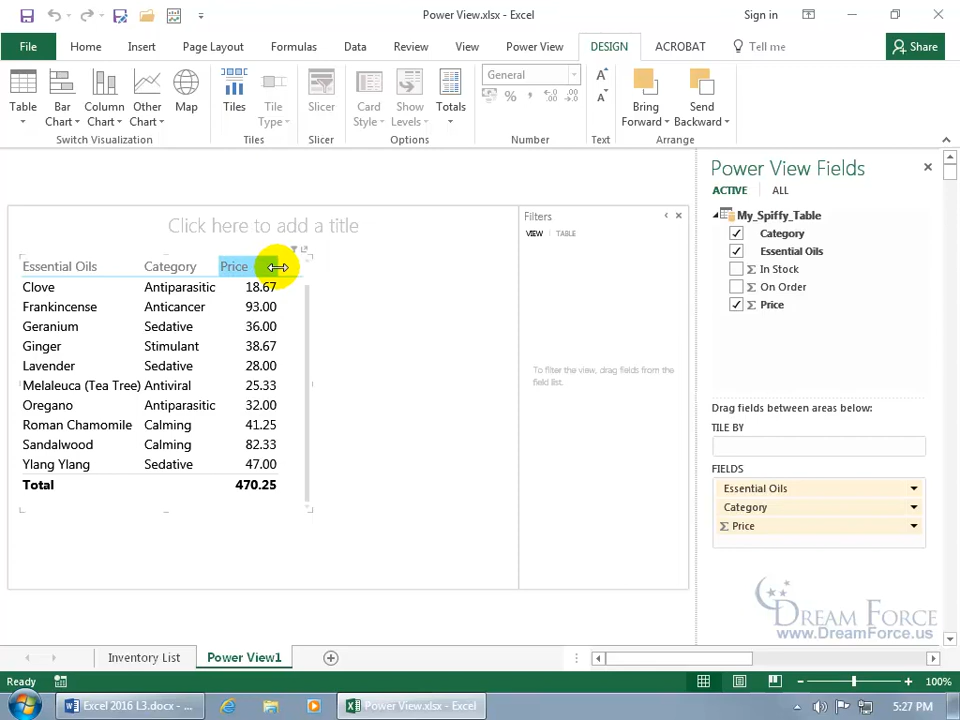 Power View.xlsx - Excel
Sign in
File Home Insert Page Layout Formulas Data Review View Power View DESIGN ACROBAT Tell me Share
Table Bar Chart Column Chart Other Chart Map
Switch Visualization
Tiles Tile Type
Tiles
Slicer
Slicer
Card Style Show Levels Totals
Options
General
%
Number
A
A
Text
Bring Forward Send Backward
Arrange
Click here to add a title
Essential Oils Category Price
Clove Antiparasitic 18.67
Frankincense Anticancer 93.00
Geranium Sedative 36.00
Ginger Stimulant 38.67
Lavender Sedative 28.00
Melaleuca (Tea Tree) Antiviral 25.33
Oregano Antiparasitic 32.00
Roman Chamomile Calming 41.25
Sandalwood Calming 82.33
Ylang Ylang Sedative 47.00
Total 470.25
Filters
VIEW TABLE
To filter the view, drag fields from the
field list.
Power View Fields
ACTIVE ALL
My_Spiffy_Table
Category
Essential Oils
Σ In Stock
Σ On Order
Σ Price
Drag fields between areas below:
TILE BY
FIELDS
Essential Oils
Category
Σ Price
DREAM FORCE
www.DreamForce.us
Inventory List Power View1
Ready
100%
Excel 2016 L3.docx - ...
Power View.xlsx - Excel
5:27 PM